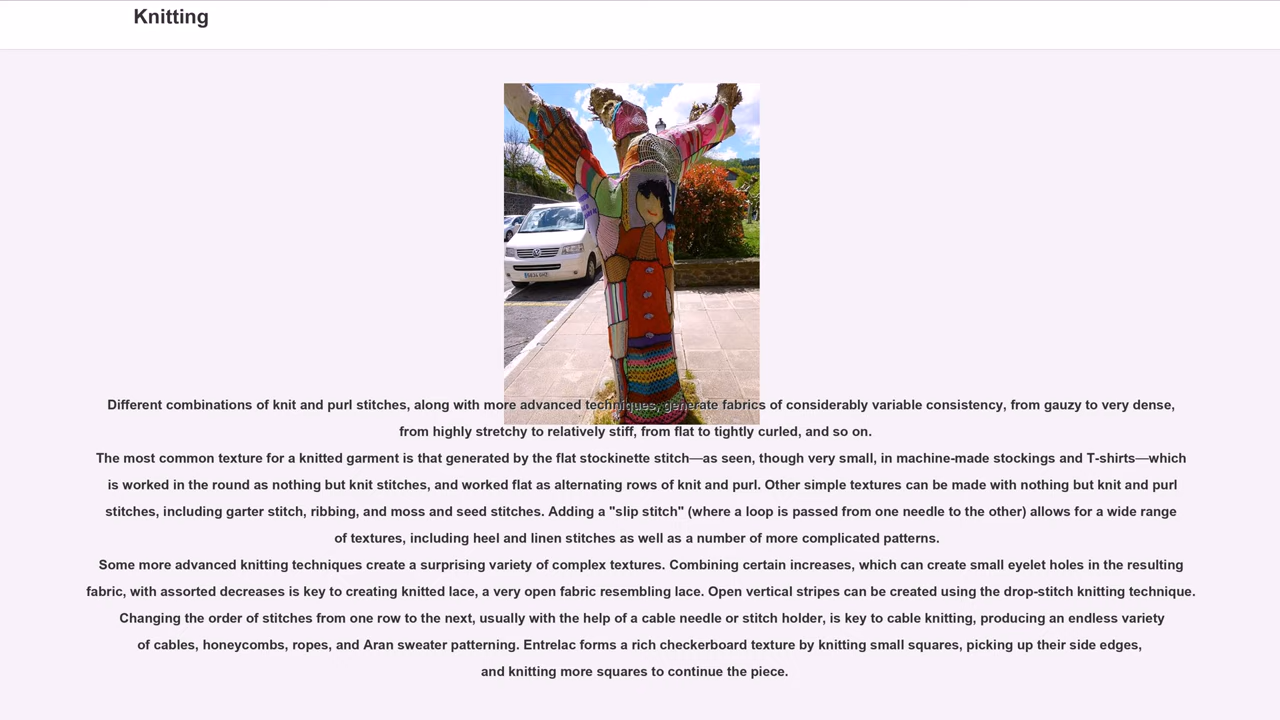 Knitting
Different combinations of knit and purl stitches, along with more advanced techniques, generate fabrics of considerably variable consistency, from gauzy to very dense,
from highly stretchy to relatively stiff, from flat to tightly curled, and so on.
The most common texture for a knitted garment is that generated by the flat stockinette stitch—as seen, though very small, in machine-made stockings and T-shirts—which
is worked in the round as nothing but knit stitches, and worked flat as alternating rows of knit and purl. Other simple textures can be made with nothing but knit and purl
stitches, including garter stitch, ribbing, and moss and seed stitches. Adding a "slip stitch" (where a loop is passed from one needle to the other) allows for a wide range
of textures, including heel and linen stitches as well as a number of more complicated patterns.
Some more advanced knitting techniques create a surprising variety of complex textures. Combining certain increases, which can create small eyelet holes in the resulting
fabric, with assorted decreases is key to creating knitted lace, a very open fabric resembling lace. Open vertical stripes can be created using the drop-stitch knitting technique.
Changing the order of stitches from one row to the next, usually with the help of a cable needle or stitch holder, is key to cable knitting, producing an endless variety
of cables, honeycombs, ropes, and Aran sweater patterning. Entrelac forms a rich checkerboard texture by knitting small squares, picking up their side edges,
and knitting more squares to continue the piece.